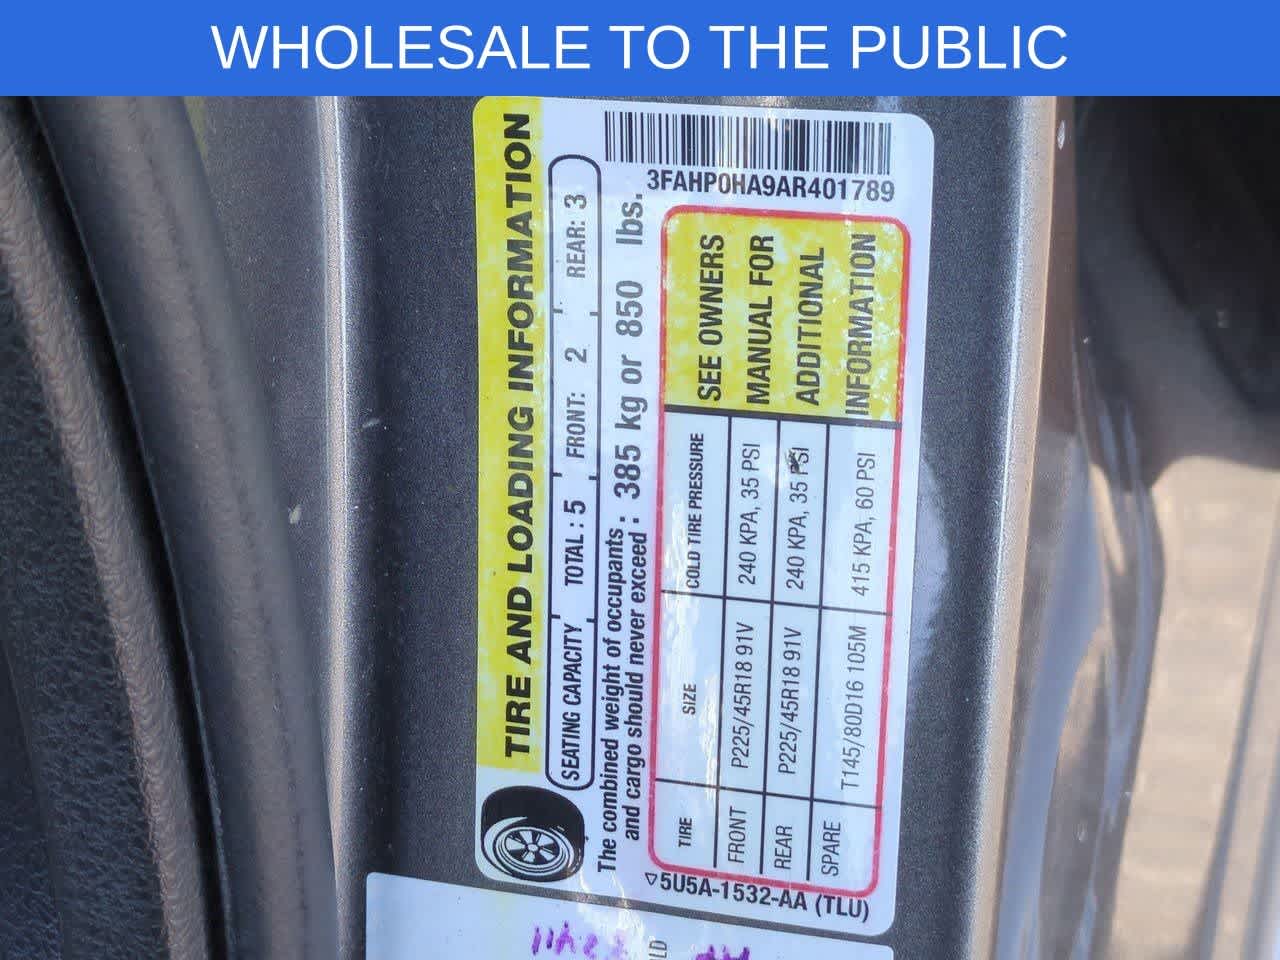 WHOLESALE TO THE PUBLIC
TIRE AND LOADING INFORMATION
SEATING CAPACITY TOTAL : 5 FRONT: 2 REAR: 3
The combined weight of occupants
and cargo should never exceed : 385 kg or 850 lbs.
3FAHP0HA9AR401789
TIRE SIZE COLD TIRE PRESSURE
FRONT P225/45R18 91V 240 KPA, 35 PSI
REAR P225/45R18 91V 240 KPA, 35 PSI
SPARE T145/80D16 105M 415 KPA, 60 PSI
SEE OWNERS
MANUAL FOR
ADDITIONAL
INFORMATION
5U5A-1532-AA (TLU)